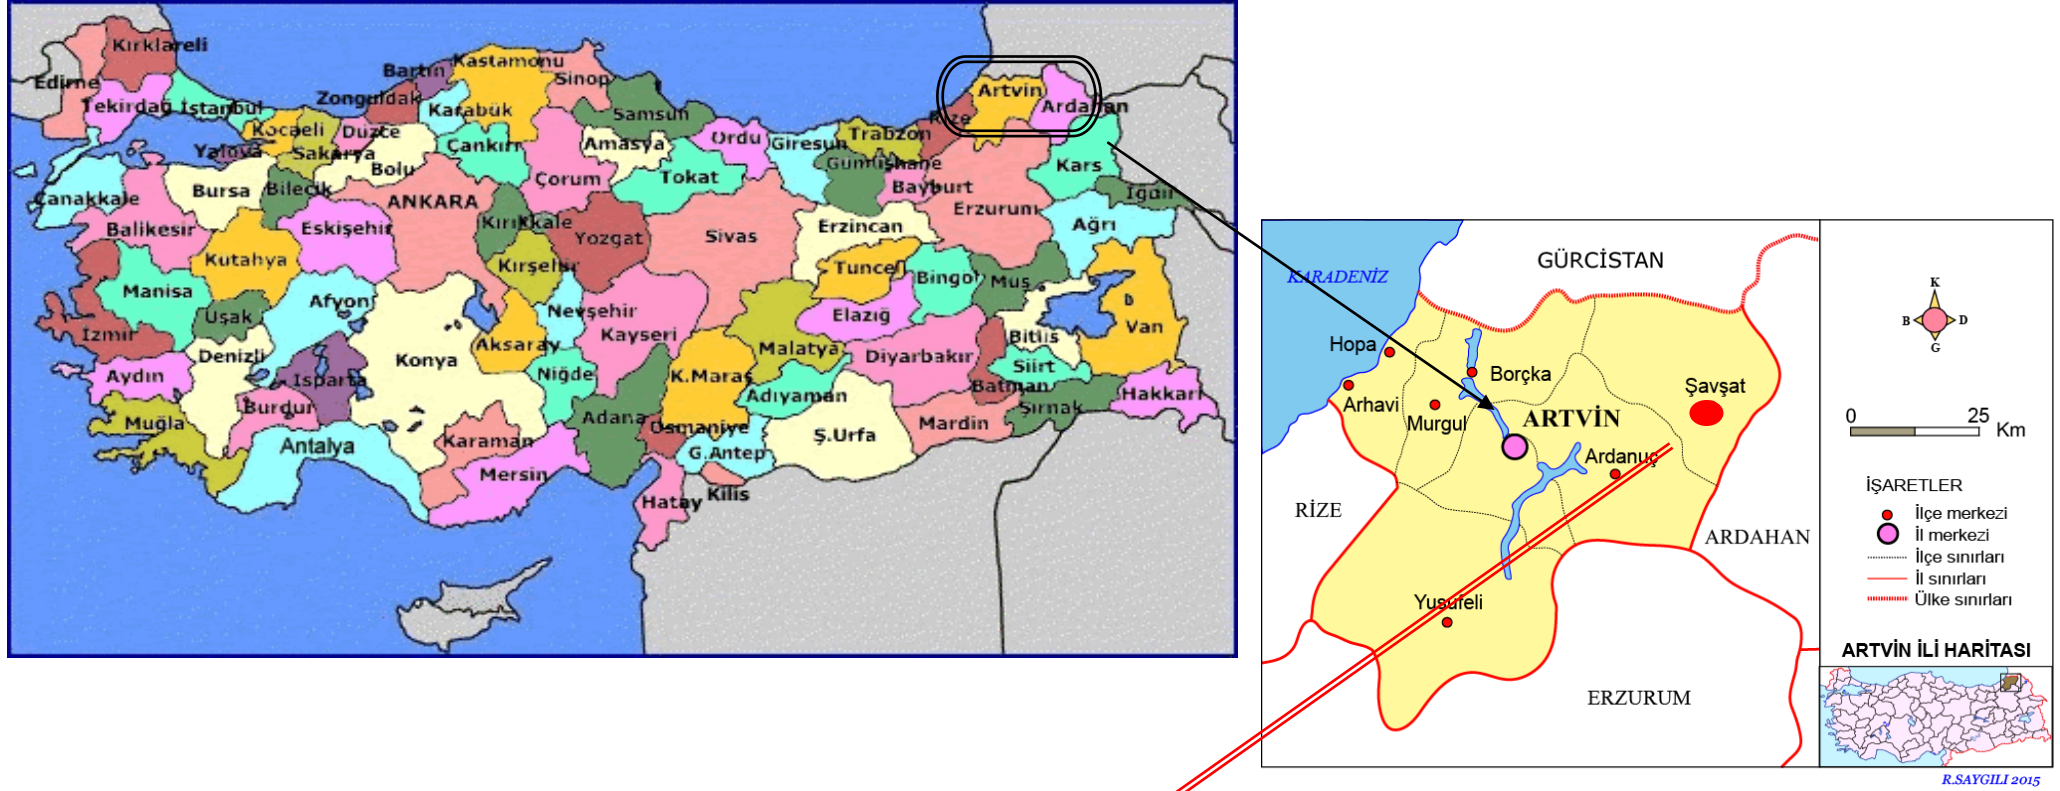 Kırklareli
Edirne
Tekirdağ
İstanbul
Kocaeli
Yalova
Sakarya
Düzce
Zonguldak
Bartın
Karabük
Kastamonu
Sinop
Samsun
Çankırı
Bolu
Amasya
Ordu
Giresun
Trabzon
Rize
Artvin
Ardahan
Gümüşhane
Bayburt
Kars
Iğdır
Çanakkale
Bursa
Bilecik
ANKARA
Çorum
Tokat
Erzurum
Ağrı
Balikesir
Eskişehir
Kırıkkale
Yozgat
Sivas
Erzincan
Kutahya
Kırşehir
Tunceli
Bingöl
Muş
Manisa
Uşak
Afyon
Nevşehir
Kayseri
Elazığ
Bitlis
Van
İzmir
Denizli
Konya
Aksaray
Malatya
Diyarbakır
Siirt
Batman
Aydın
Isparta
Niğde
K.Maraş
Adıyaman
Şırnak
Hakkari
Muğla
Burdur
Antalya
Karaman
Adana
Osmaniye
G.Antep
Ş.Urfa
Mardin
Mersin
Hatay
Kilis
KARADENİZ
GÜRCİSTAN
Hopa
Borçka
Arhavi
Murgul
ARTVİN
Şavşat
Ardanuç
RİZE
ARDAHAN
Yusufeli
ERZURUM
K
B
D
G
0
25
Km
İŞARETLER
İlçe merkezi
İl merkezi
İlçe sınırları
İl sınırları
Ülke sınırları
ARTVİN İLİ HARİTASI
R.SAYGILI 2015